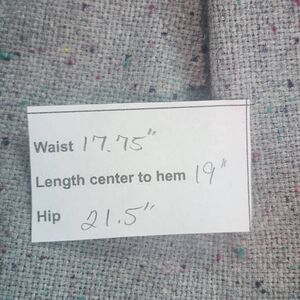 Waist 17.75"
Length center to hem 19"
Hip 21.5"